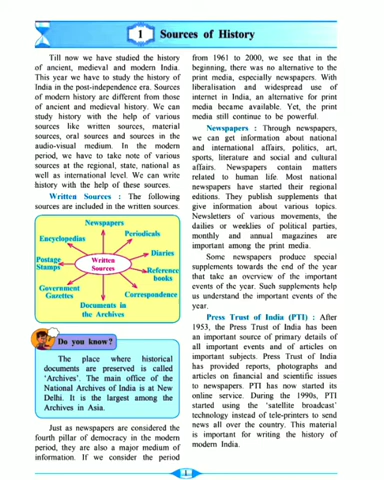 1 Sources of History
Till now we have studied the history
of ancient, medieval and modern India.
This year we have to study the history of
India in the post-independence era. Sources
of modern history are different from those
of ancient and medieval history. We can
study history with the help of various
sources like written sources, material
sources, oral sources and sources in the
audio-visual medium. In the modern
period, we have to take note of various
sources at the regional, state, national as
well as international level. We can write
history with the help of these sources.
Written Sources : The following
sources are included in the written sources.
Newspapers
Encyclopedias
Periodicals
Diaries
Postage
Stamps
Written
Sources
Reference
books
Government
Gazettes
Correspondence
Documents in
the Archives
Do you know?
The place where historical
documents are preserved is called
'Archives'. The main office of the
National Archives of India is at New
Delhi. It is the largest among the
Archives in Asia.
Just as newspapers are considered the
fourth pillar of democracy in the modern
period, they are also a major medium of
information. If we consider the period
from 1961 to 2000, we see that in the
beginning, there was no alternative to the
print media, especially newspapers. With
liberalisation and widespread use of
internet in India, an alternative for print
media became available. Yet, the print
media still continue to be powerful.
Newspapers : Through newspapers,
we can get information about national
and international affairs, politics, art,
sports, literature and social and cultural
affairs. Newspapers contain matters
related to human life. Most national
newspapers have started their regional
editions. They publish supplements that
give information about various topics.
Newsletters of various movements, the
dailies or weeklies of political parties,
monthly and annual magazines are
important among the print media.
Some newspapers produce special
supplements towards the end of the year
that take an overview of the important
events of the year. Such supplements help
us understand the important events of the
year.
Press Trust of India (PTI) : After
1953, the Press Trust of India has been
an important source of primary details of
all important events and of articles on
important subjects. Press Trust of India
has provided reports, photographs and
articles on financial and scientific issues
to newspapers. PTI has now started its
online service. During the 1990s, PTI
started using the 'satellite broadcast'
technology instead of tele-printers to send
news all over the country. This material
is important for writing the history of
modern India.
1